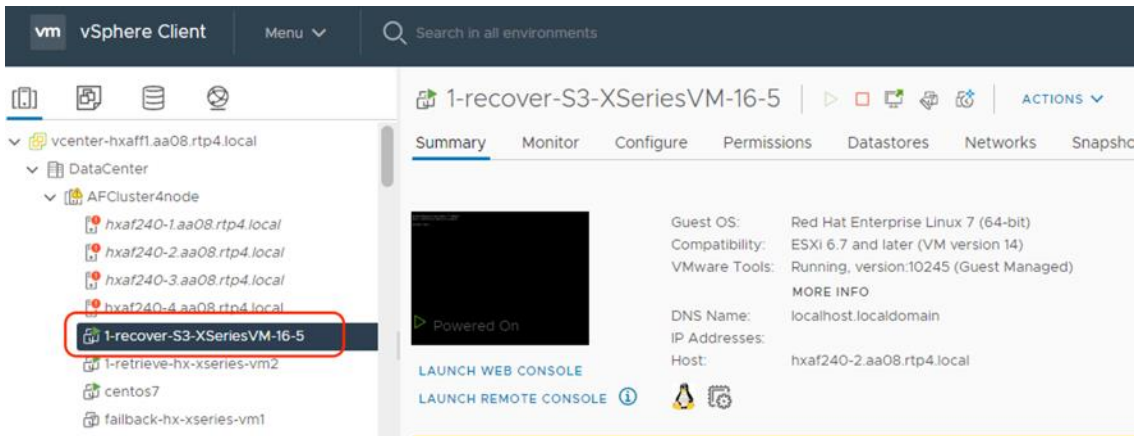 vm vSphere Client Menu Search in all environments
vcenter-hxaff1.aa08.rtp4.local
DataCenter
AFCluster4node
hxaf240-1.aa08.rtp4.local
hxaf240-2.aa08.rtp4.local
hxaf240-3.aa08.rtp4.local
hxaf240-4.aa08.rtp4.local
1-recover-S3-XSeriesVM-16-5
1-retrieve-hx-xseries-vm2
centos7
failback-hx-xseries-vm1
1-recover-S3-XSeriesVM-16-5 ACTIONS
Summary Monitor Configure Permissions Datastores Networks Snapsho
Powered On
LAUNCH WEB CONSOLE
LAUNCH REMOTE CONSOLE
Guest OS: Red Hat Enterprise Linux 7 (64-bit)
Compatibility: ESXi 6.7 and later (VM version 14)
VMware Tools: Running, version:10245 (Guest Managed)
MORE INFO
DNS Name: localhost.localdomain
IP Addresses:
Host: hxaf240-2.aa08.rtp4.local